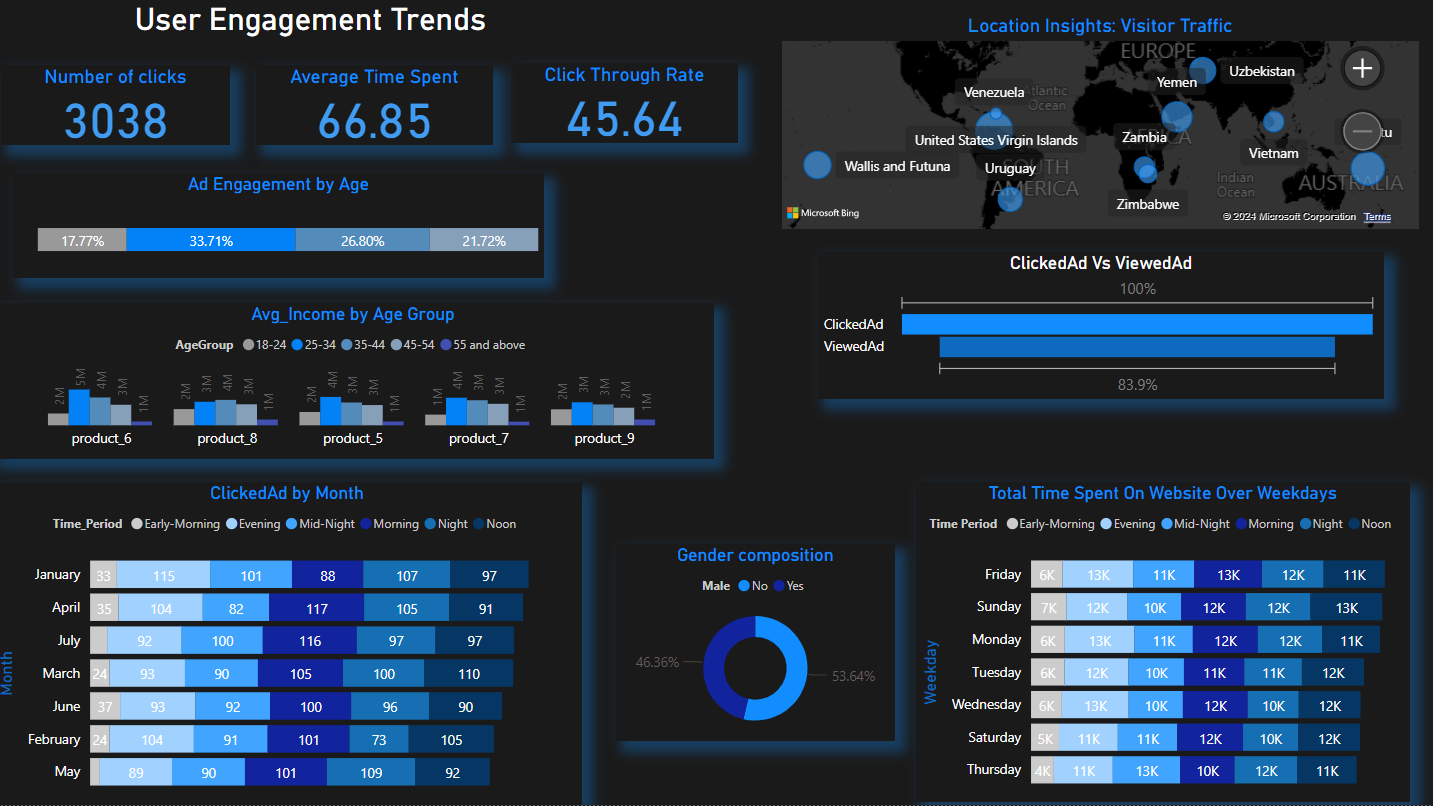 User Engagement Trends
Number of clicks
3038
Average Time Spent
66.85
Click Through Rate
45.64
Location Insights: Visitor Traffic
EUROPE
Uzbekistan
Yemen
Venezuela
Atlantic
Ocean
United States Virgin Islands
AFRICA
Zambia
tu
Vietnam
Wallis and Futuna
SOUTH
AMERICA
Uruguay
Indian
Ocean
AUSTRALIA
Zimbabwe
Microsoft Bing
© 2024 Microsoft Corporation Terms
Ad Engagement by Age
17.77% 33.71% 26.80% 21.72%
ClickedAd Vs ViewedAd
100%
ClickedAd
ViewedAd
83.9%
Avg_Income by Age Group
AgeGroup 18-24 25-34 35-44 45-54 55 and above
2M 5M 4M 3M 1M 2M 3M 4M 3M 1M 2M 4M 3M 3M 1M 2M 4M 3M 3M 1M 2M 3M 3M 2M 1M
product_6 product_8 product_5 product_7 product_9
ClickedAd by Month
Time_Period Early-Morning Evening Mid-Night Morning Night Noon
Month
January 33 115 101 88 107 97
April 35 104 82 117 105 91
July 92 100 116 97 97
March 24 93 90 105 100 110
June 37 93 92 100 96 90
February 24 104 91 101 73 105
May 89 90 101 109 92
Gender composition
Male No Yes
46.36%
53.64%
Total Time Spent On Website Over Weekdays
Time Period Early-Morning Evening Mid-Night Morning Night Noon
Weekday
Friday 6K 13K 11K 13K 12K 11K
Sunday 7K 12K 10K 12K 12K 13K
Monday 6K 13K 11K 12K 12K 11K
Tuesday 6K 12K 10K 11K 11K 12K
Wednesday 6K 13K 10K 12K 10K 12K
Saturday 5K 11K 11K 12K 10K 12K
Thursday 4K 11K 13K 10K 12K 11K